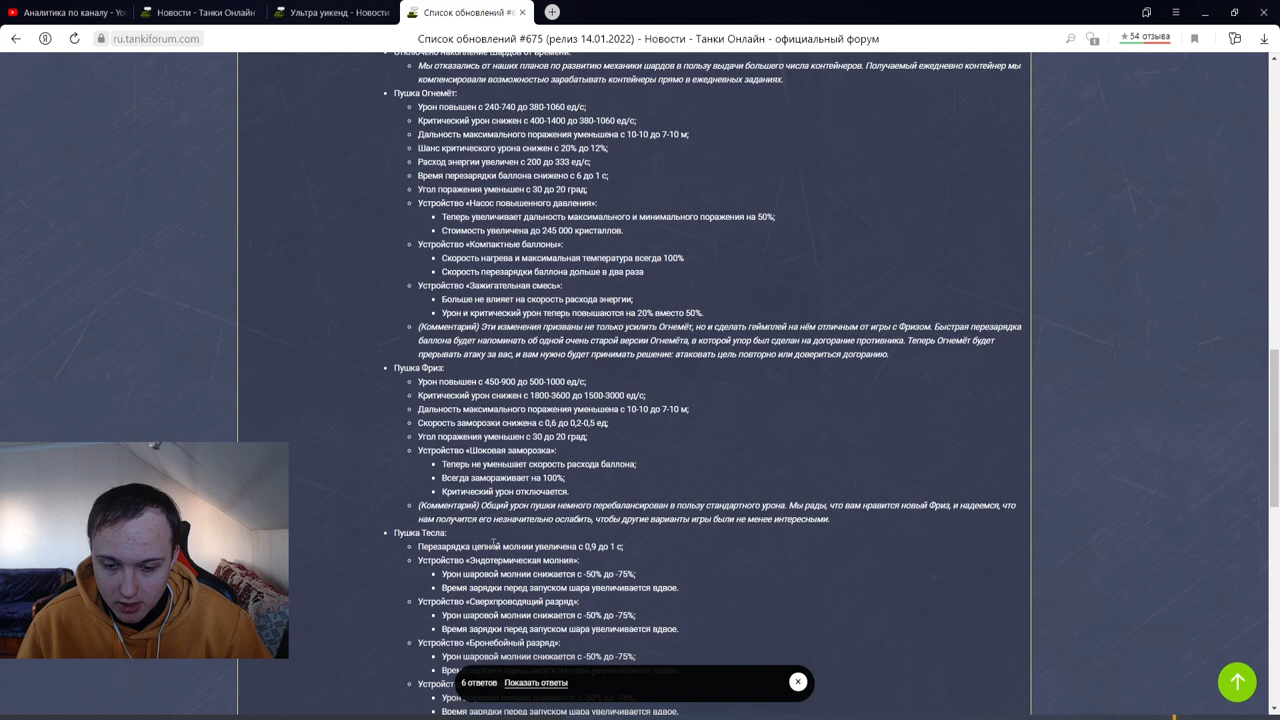 Аналитика по каналу - Yo
Новости - Танки Онлайн -
Ультра уикенд - Новости
Список обновлений #6
ru.tankiforum.com
Список обновлений #675 (релиз 14.01.2022) - Новости - Танки Онлайн - официальный форум
54 отзыва
Отключено накопление шардов от времени.
Мы отказались от наших планов по развитию механики шардов в пользу выдачи большего числа контейнеров. Получаемый ежедневно контейнер мы
компенсировали возможностью зарабатывать контейнеры прямо в ежедневных заданиях.
Пушка Огнемёт:
Урон повышен с 240-740 до 380-1060 ед/с;
Критический урон снижен с 400-1400 до 380-1060 ед/с;
Дальность максимального поражения уменьшена с 10-10 до 7-10 м;
Шанс критического урона снижен с 20% до 12%;
Расход энергии увеличен с 200 до 333 ед/с;
Время перезарядки баллона снижено с 6 до 1 с;
Угол поражения уменьшен с 30 до 20 град;
Устройство «Насос повышенного давления»:
Теперь увеличивает дальность максимального и минимального поражения на 50%;
Стоимость увеличена до 245 000 кристаллов.
Устройство «Компактные баллоны»:
Скорость нагрева и максимальная температура всегда 100%
Скорость перезарядки баллона дольше в два раза
Устройство «Зажигательная смесь»:
Больше не влияет на скорость расхода энергии;
Урон и критический урон теперь повышаются на 20% вместо 50%.
(Комментарий) Эти изменения призваны не только усилить Огнемёт, но и сделать геймплей на нём отличным от игры с Фризом. Быстрая перезарядка
баллона будет напоминать об одной очень старой версии Огнемёта, в которой упор был сделан на догорание противника. Теперь Огнемёт будет
прерывать атаку за вас, и вам нужно будет принимать решение: атаковать цель повторно или довериться догоранию.
Пушка Фриз:
Урон повышен с 450-900 до 500-1000 ед/с;
Критический урон снижен с 1800-3600 до 1500-3000 ед/с;
Дальность максимального поражения уменьшена с 10-10 до 7-10 м;
Скорость заморозки снижена с 0,6 до 0,2-0,5 ед;
Угол поражения уменьшен с 30 до 20 град;
Устройство «Шоковая заморозка»:
Теперь не уменьшает скорость расхода баллона;
Всегда замораживает на 100%;
Критический урон отключается.
(Комментарий) Общий урон пушки немного перебалансирован в пользу стандартного урона. Мы рады, что вам нравится новый Фриз, и надеемся, что
нам получится его незначительно ослабить, чтобы другие варианты игры были не менее интересными.
Пушка Тесла:
Перезарядка цепной молнии увеличена с 0,9 до 1 с;
Устройство «Эндотермическая молния»:
Урон шаровой молнии снижается с -50% до -75%;
Время зарядки перед запуском шара увеличивается вдвое.
Устройство «Сверхпроводящий разряд»:
Урон шаровой молнии снижается с -50% до -75%;
Время зарядки перед запуском шара увеличивается вдвое.
Устройство «Бронебойный разряд»:
Урон шаровой молнии снижается с -50% до -75%;
Время зарядки перед запуском шара увеличивается вдвое.
6 ответов Показать ответы
Урон шаровой молнии снижается с -50% до -75%;
Время зарядки перед запуском шара увеличивается вдвое.